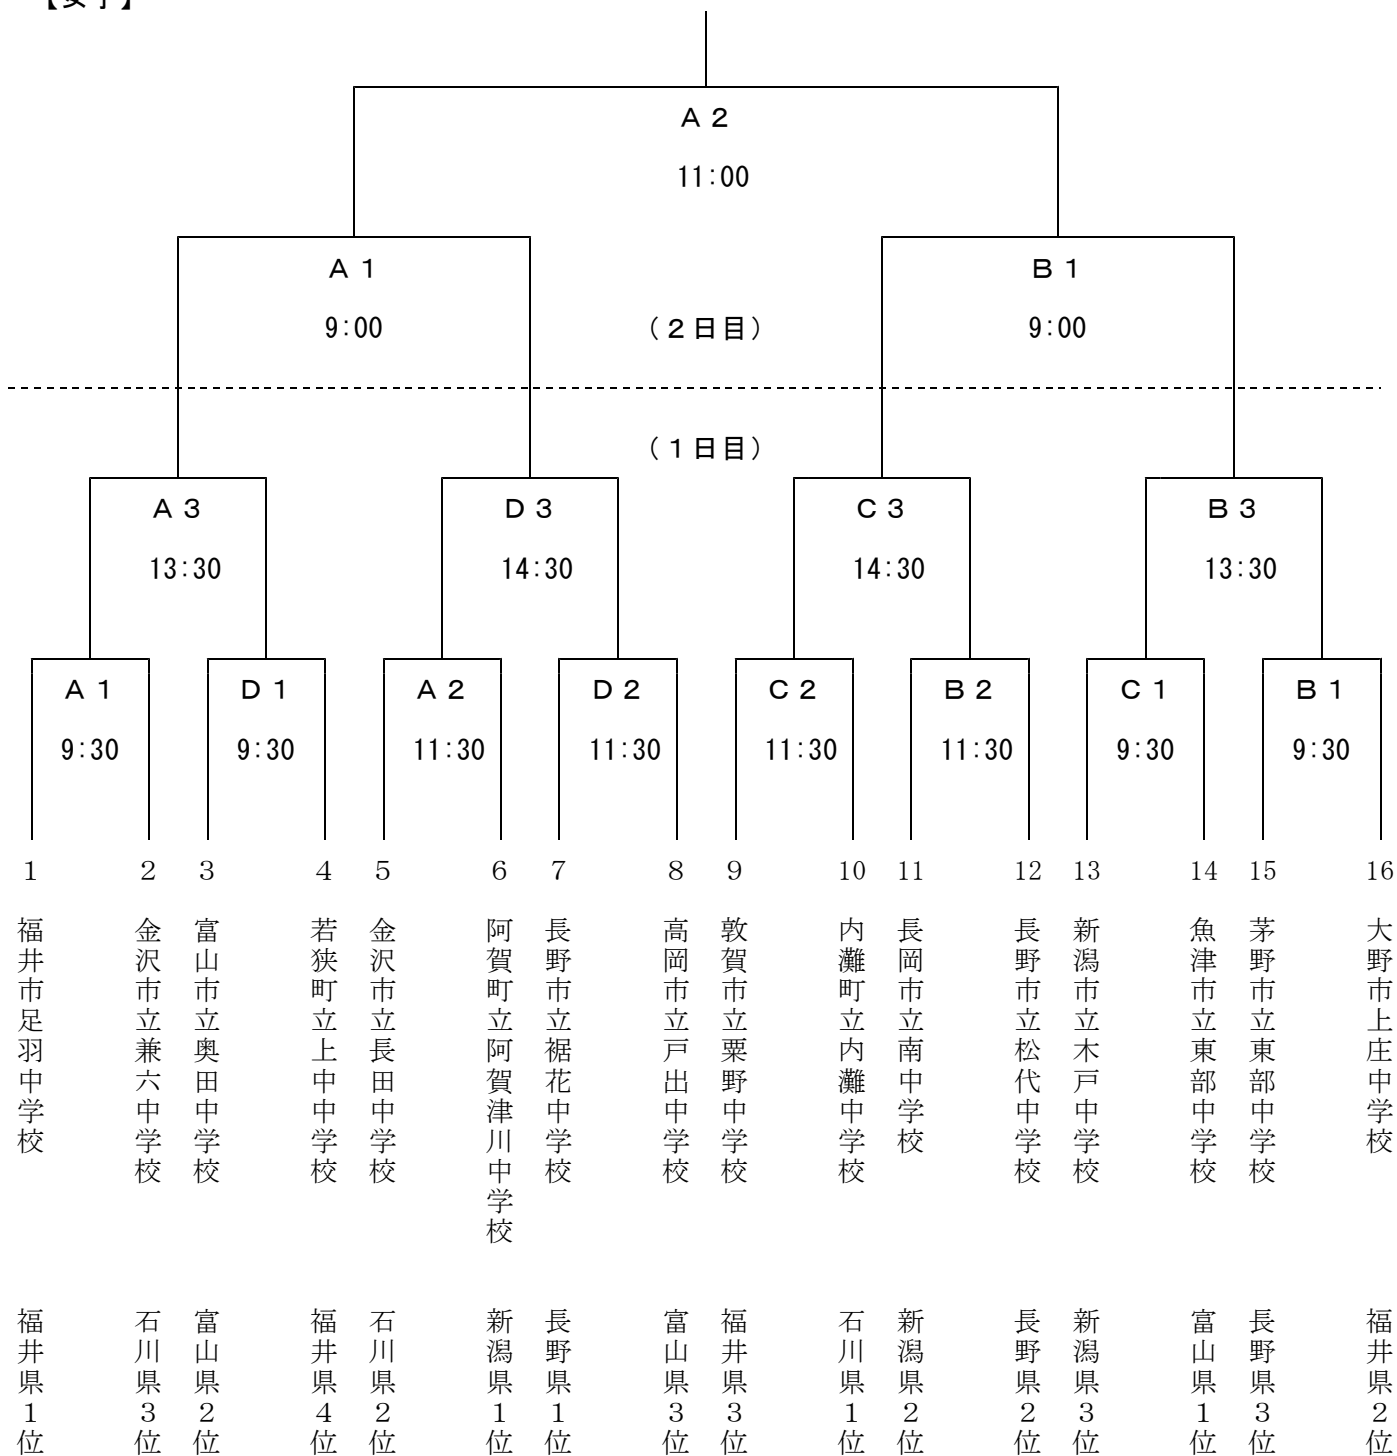 【女子】
Ａ２
11:00
Ａ１
Ｂ１
9:00
（２日目）
9:00
（１日目）
Ａ３
Ｄ３
Ｃ３
Ｂ３
13:30
14:30
14:30
13:30
Ａ１
Ｄ１
Ａ２
Ｄ２
Ｃ２
Ｂ２
Ｃ１
Ｂ１
9:30
9:30
11:30
11:30
11:30
11:30
9:30
9:30
1
2
3
4
5
6
7
8
9
10
11
12
13
14
15
16
福井市足羽中学校
金沢市立兼六中学校
富山市立奥田中学校
若狭町立上中中学校
金沢市立長田中学校
阿賀町立阿賀津川中学校
長野市立裾花中学校
高岡市立戸出中学校
敦賀市立粟野中学校
内灘町立内灘中学校
長岡市立南中学校
長野市立松代中学校
新潟市立木戸中学校
魚津市立東部中学校
茅野市立東部中学校
大野市上庄中学校
福井県１位
石川県３位
富山県２位
福井県４位
石川県２位
新潟県１位
長野県１位
富山県３位
福井県３位
石川県１位
新潟県２位
長野県２位
新潟県３位
富山県１位
長野県３位
福井県２位